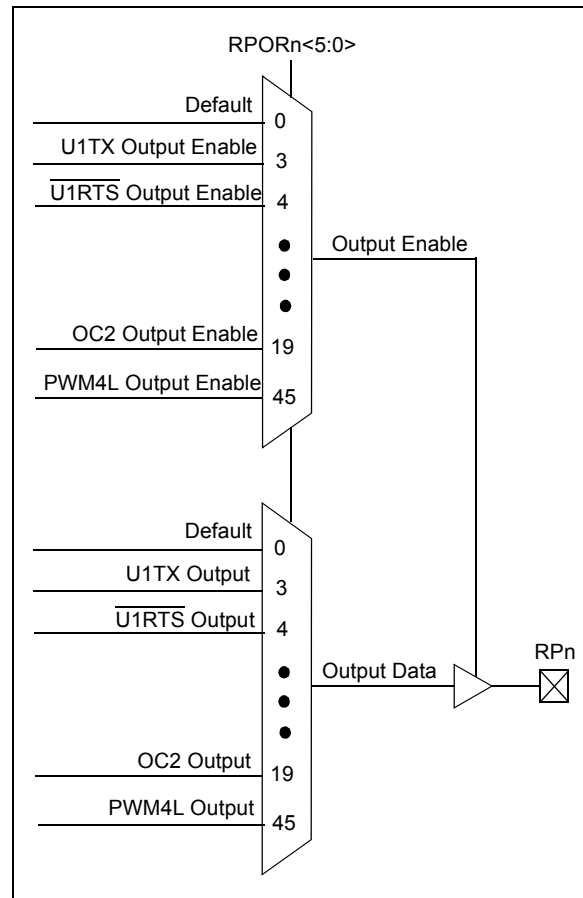 RPORn<5:0>
Default
0
U1TX Output Enable
3
U1RTS Output Enable
4
Output Enable
OC2 Output Enable
19
PWM4L Output Enable
45
Default
0
U1TX Output
3
U1RTS Output
4
RPn
Output Data
OC2 Output
19
PWM4L Output
45